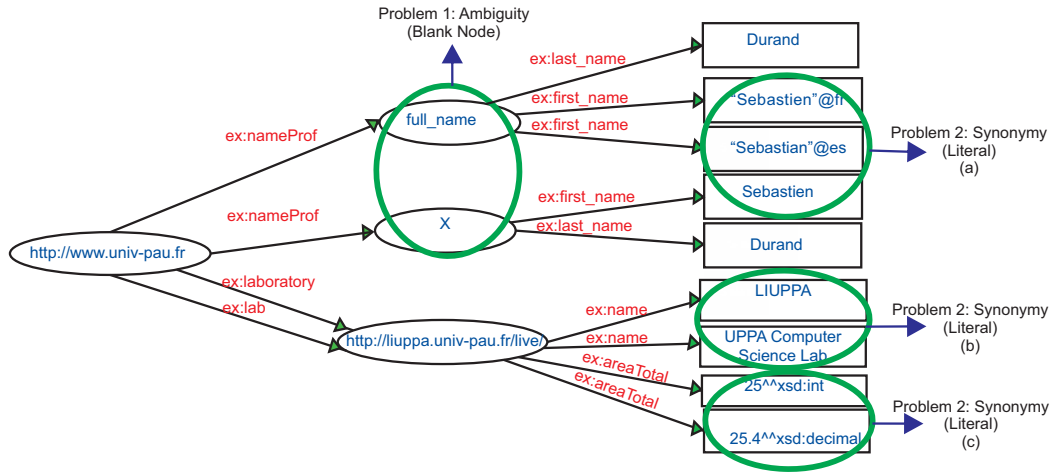 Problem 1: Ambiguity
(Blank Node)
Durand
ex:last_name
ex:first_name
"Sebastien"@fr
full_name
ex:first_name
ex:nameProf
"Sebastian"@es
Problem 2: Synonymy
(Literal)
(a)
ex:first_name
Sebastien
ex:nameProf
X
ex:last_name
Durand
http://www.univ-pau.fr
ex:laboratory
ex:lab
LIUPPA
ex:name
http://liuppa.univ-pau.fr/live/
ex:name
UPPA Computer
Science Lab
Problem 2: Synonymy
(Literal)
(b)
ex:areaTotal
25^^xsd:int
ex:areaTotal
25.4^^xsd:decimal
Problem 2: Synonymy
(Literal)
(c)